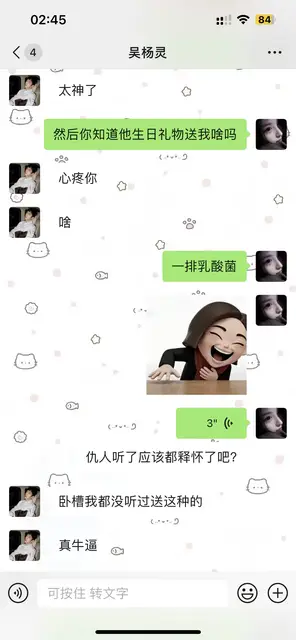 02:45
84
4
吴杨灵
太神了
然后你知道他生日礼物送我啥吗
心疼你
啥
一排乳酸菌
3"
仇人听了应该都释怀了吧?
卧槽我都没听过送这种的
真牛逼
可按住 转文字